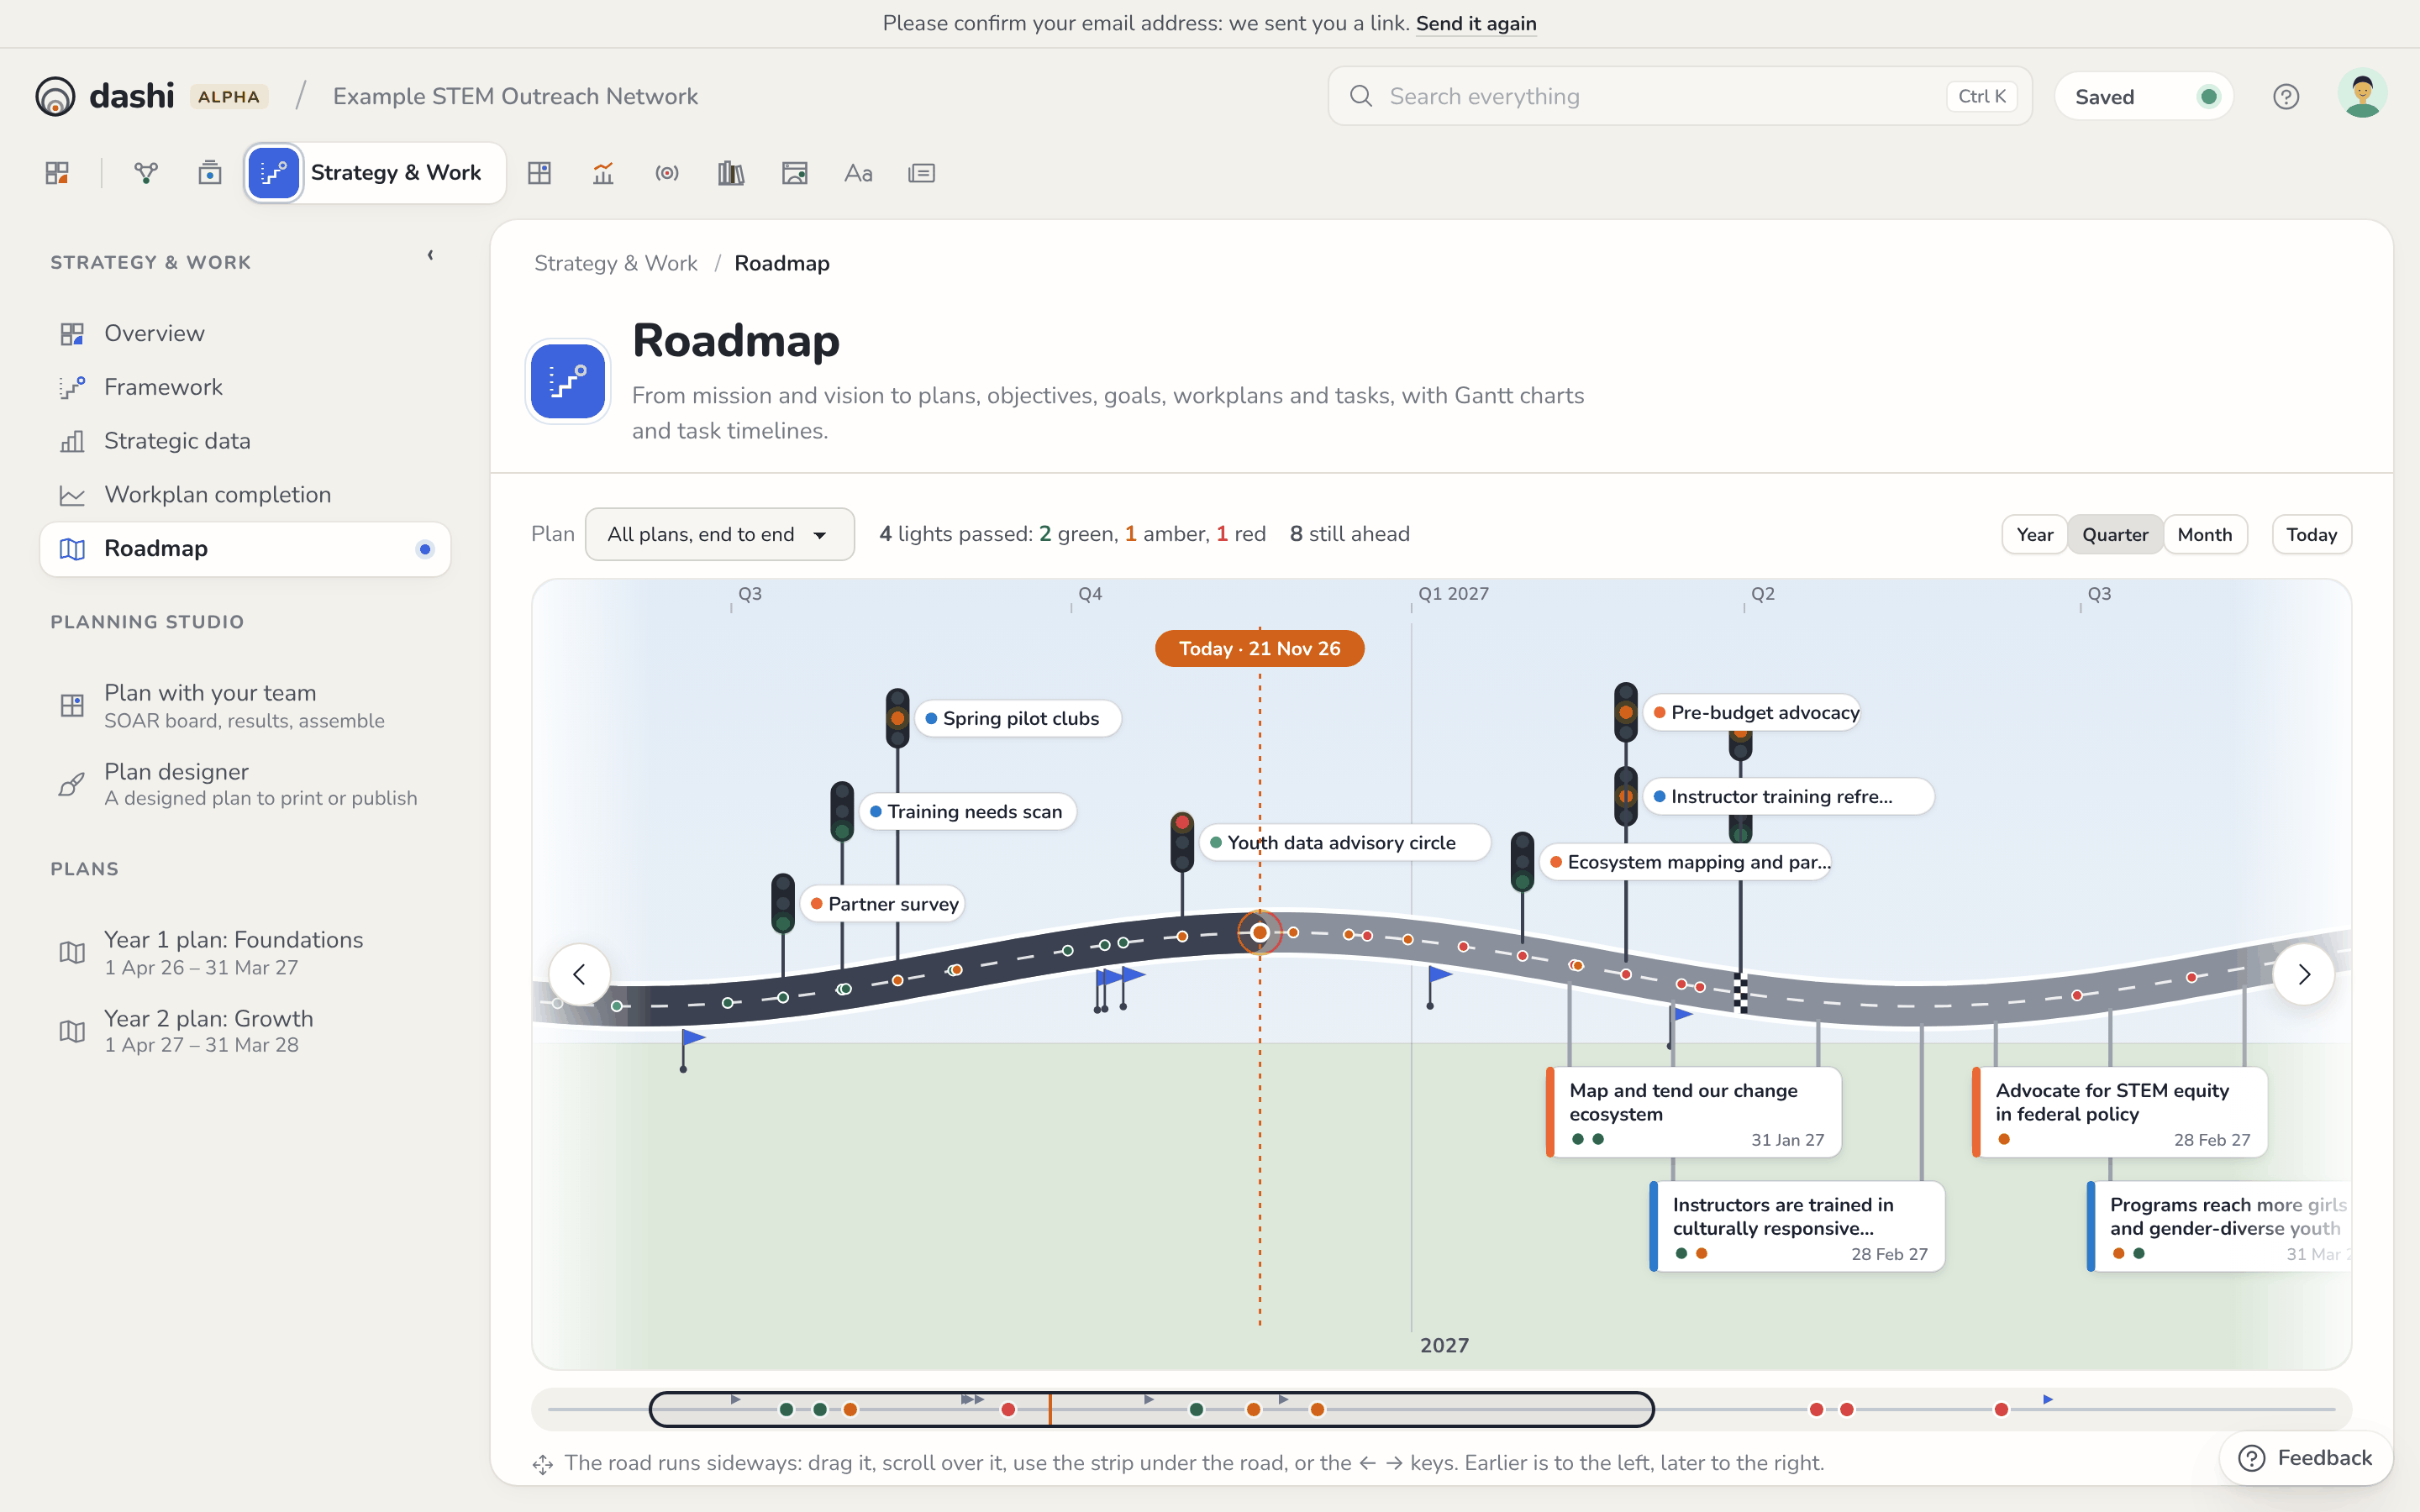 Please confirm your email address: we sent you a link. Send it again
dashi ALPHA / Example STEM Outreach Network
Search everything Ctrl K
Saved
Strategy & Work
Aa
STRATEGY & WORK
Overview
Framework
Strategic data
Workplan completion
Roadmap
PLANNING STUDIO
Plan with your team
SOAR board, results, assemble
Plan designer
A designed plan to print or publish
PLANS
Year 1 plan: Foundations
1 Apr 26 – 31 Mar 27
Year 2 plan: Growth
1 Apr 27 – 31 Mar 28
Strategy & Work / Roadmap
Roadmap
From mission and vision to plans, objectives, goals, workplans and tasks, with Gantt charts
and task timelines.
Plan All plans, end to end 4 lights passed: 2 green, 1 amber, 1 red 8 still ahead
Year Quarter Month Today
Q3 Q4 Q1 2027 Q2 Q3
Today · 21 Nov 26
Spring pilot clubs
Pre-budget advocacy
Training needs scan
Instructor training refre...
Youth data advisory circle
Ecosystem mapping and par...
Partner survey
Map and tend our change
ecosystem
31 Jan 27
Advocate for STEM equity
in federal policy
28 Feb 27
Instructors are trained in
culturally responsive...
28 Feb 27
Programs reach more girls
and gender-diverse youth
31 Mar
2027
The road runs sideways: drag it, scroll over it, use the strip under the road, or the ← → keys. Earlier is to the left, later to the right.
Feedback